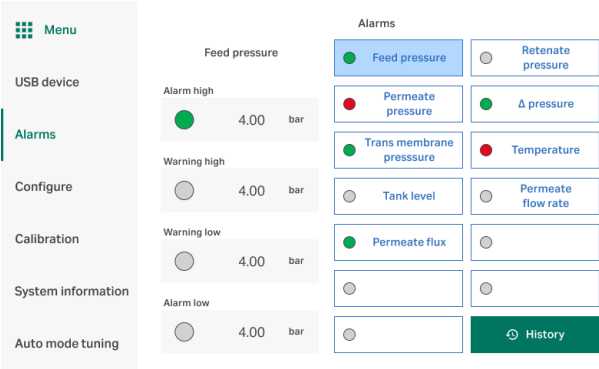 Menu
USB device
Alarms
Configure
Calibration
System information
Auto mode tuning
Feed pressure
Alarm high
4.00 bar
Warning high
4.00 bar
Warning low
4.00 bar
Alarm low
4.00 bar
Alarms
Feed pressure
Retenate
pressure
Permeate
pressure
Δ pressure
Trans membrane
presssure
Temperature
Tank level
Permeate
flow rate
Permeate flux
History